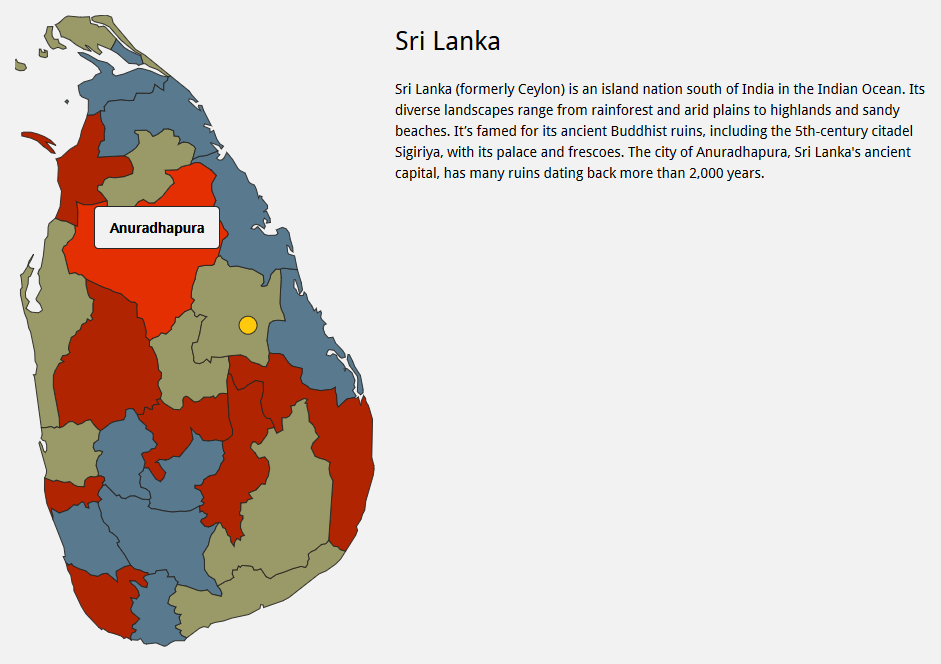 Sri Lanka
Sri Lanka (formerly Ceylon) is an island nation south of India in the Indian Ocean. Its
diverse landscapes range from rainforest and arid plains to highlands and sandy
beaches. It’s famed for its ancient Buddhist ruins, including the 5th-century citadel
Sigiriya, with its palace and frescoes. The city of Anuradhapura, Sri Lanka's ancient
capital, has many ruins dating back more than 2,000 years.
Anuradhapura